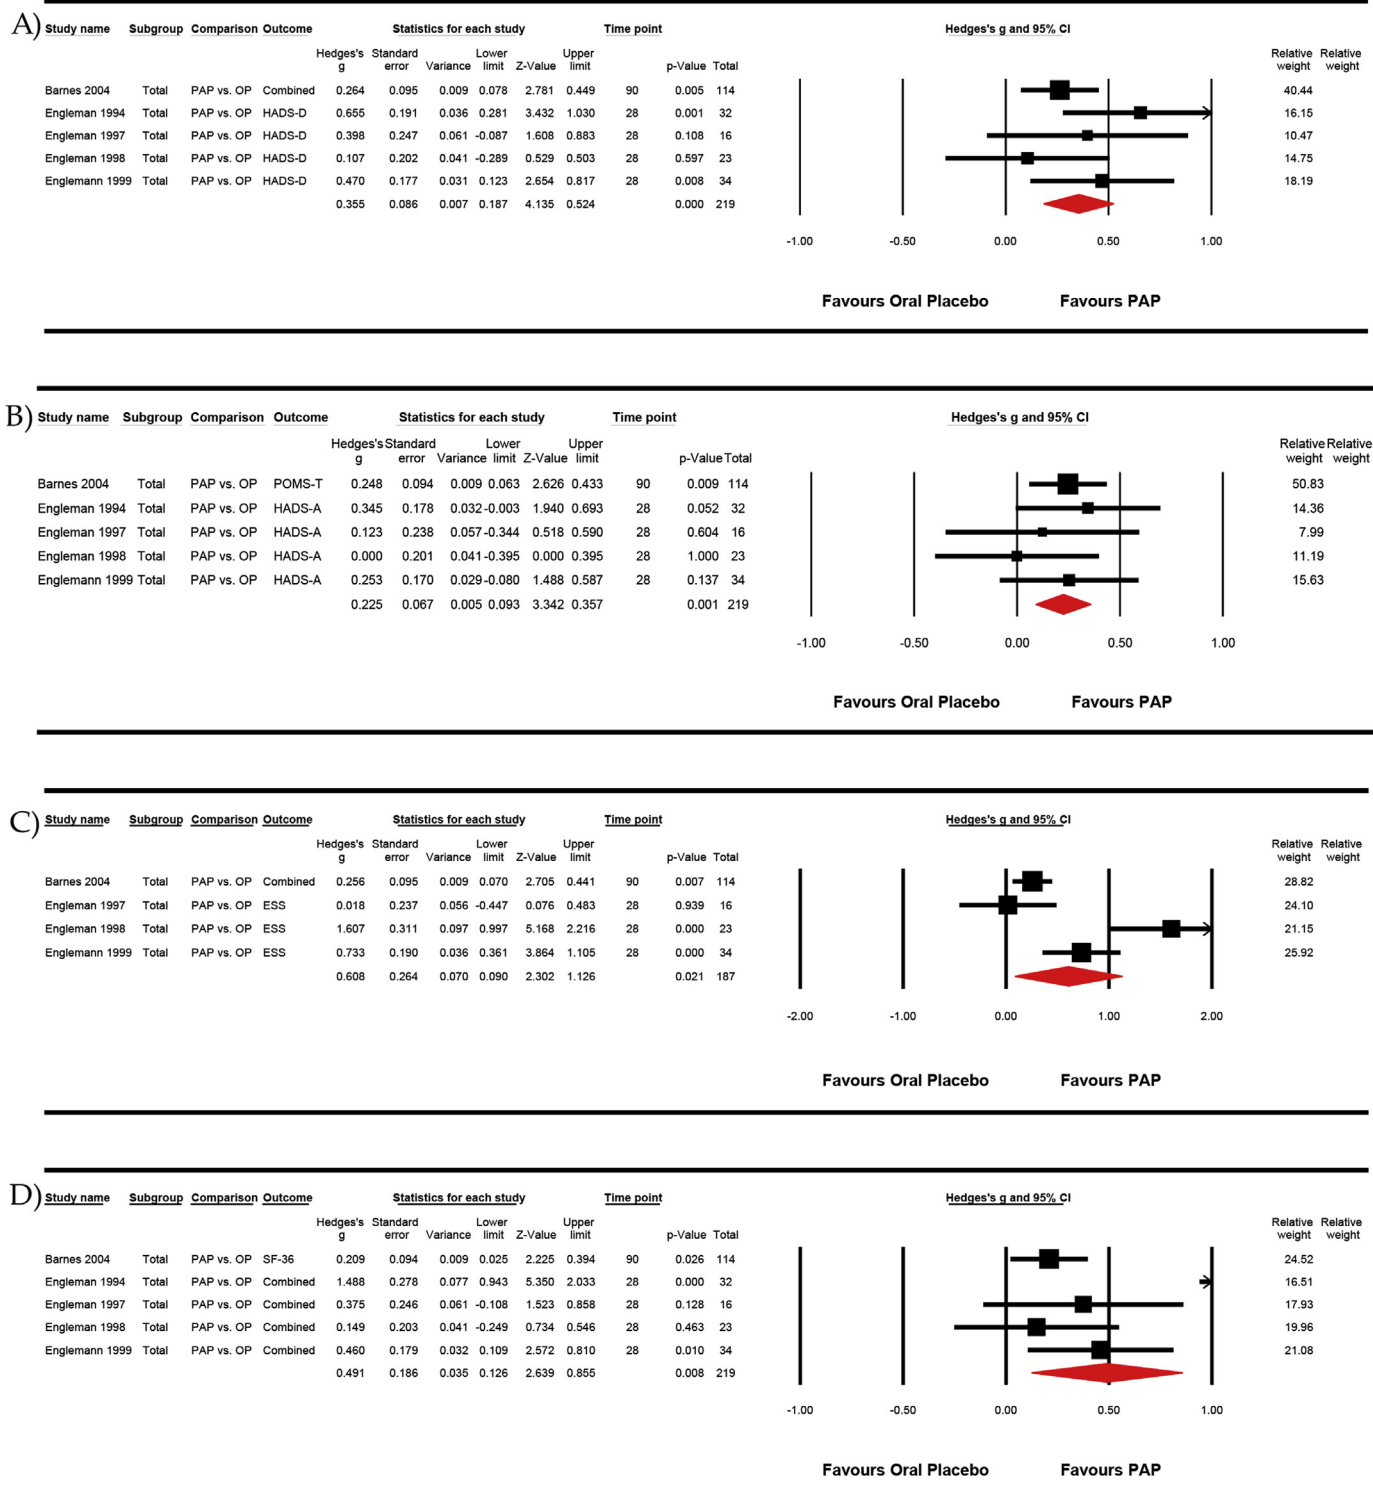 A) Study name Subgroup Comparison Outcome Statistics for each study Time point Hedges's g and 95% CI
Hedges's Standard Lower Upper Relative Relative
g error Variance limit Z-Value limit p-Value Total weight weight
Barnes 2004 Total PAP vs. OP Combined 0.264 0.095 0.009 0.078 2.781 0.449 90 0.005 114 40.44
Engleman 1994 Total PAP vs. OP HADS-D 0.655 0.191 0.036 0.281 3.432 1.030 28 0.001 32 16.15
Engleman 1997 Total PAP vs. OP HADS-D 0.398 0.247 0.061 -0.087 1.608 0.883 28 0.108 16 10.47
Engleman 1998 Total PAP vs. OP HADS-D 0.107 0.202 0.041 -0.289 0.529 0.503 28 0.597 23 14.75
Englemann 1999 Total PAP vs. OP HADS-D 0.470 0.177 0.031 0.123 2.654 0.817 28 0.008 34 18.19
0.355 0.086 0.007 0.187 4.135 0.524 0.000 219
-1.00 -0.50 0.00 0.50 1.00
Favours Oral Placebo Favours PAP
B) Study name Subgroup Comparison Outcome Statistics for each study Time point Hedges's g and 95% CI
Hedges's Standard Lower Upper Relative Relative
g error Variance limit Z-Value limit p-Value Total weight weight
Barnes 2004 Total PAP vs. OP POMS-T 0.248 0.094 0.009 0.063 2.626 0.433 90 0.009 114 50.83
Engleman 1994 Total PAP vs. OP HADS-A 0.345 0.178 0.032 -0.003 1.940 0.693 28 0.052 32 14.36
Engleman 1997 Total PAP vs. OP HADS-A 0.123 0.238 0.057 -0.344 0.518 0.590 28 0.604 16 7.99
Engleman 1998 Total PAP vs. OP HADS-A 0.000 0.201 0.041 -0.395 0.000 0.395 28 1.000 23 11.19
Englemann 1999 Total PAP vs. OP HADS-A 0.253 0.170 0.029 -0.080 1.488 0.587 28 0.137 34 15.63
0.225 0.067 0.005 0.093 3.342 0.357 0.001 219
-1.00 -0.50 0.00 0.50 1.00
Favours Oral Placebo Favours PAP
C) Study name Subgroup Comparison Outcome Statistics for each study Time point Hedges's g and 95% CI
Hedges's Standard Lower Upper Relative Relative
g error Variance limit Z-Value limit p-Value Total weight weight
Barnes 2004 Total PAP vs. OP Combined 0.256 0.095 0.009 0.070 2.705 0.441 90 0.007 114 28.82
Engleman 1997 Total PAP vs. OP ESS 0.018 0.237 0.056 -0.447 0.076 0.483 28 0.939 16 24.10
Engleman 1998 Total PAP vs. OP ESS 1.607 0.311 0.097 0.997 5.168 2.216 28 0.000 23 21.15
Englemann 1999 Total PAP vs. OP ESS 0.733 0.190 0.036 0.361 3.864 1.105 28 0.000 34 25.92
0.608 0.264 0.070 0.090 2.302 1.126 0.021 187
-2.00 -1.00 0.00 1.00 2.00
Favours Oral Placebo Favours PAP
D) Study name Subgroup Comparison Outcome Statistics for each study Time point Hedges's g and 95% CI
Hedges's Standard Lower Upper Relative Relative
g error Variance limit Z-Value limit p-Value Total weight weight
Barnes 2004 Total PAP vs. OP SF-36 0.209 0.094 0.009 0.025 2.225 0.394 90 0.026 114 24.52
Engleman 1994 Total PAP vs. OP Combined 1.488 0.278 0.077 0.943 5.350 2.033 28 0.000 32 16.51
Engleman 1997 Total PAP vs. OP Combined 0.375 0.246 0.061 -0.108 1.523 0.858 28 0.128 16 17.93
Engleman 1998 Total PAP vs. OP Combined 0.149 0.203 0.041 -0.249 0.734 0.546 28 0.463 23 19.96
Englemann 1999 Total PAP vs. OP Combined 0.460 0.179 0.032 0.109 2.572 0.810 28 0.010 34 21.08
0.491 0.186 0.035 0.126 2.639 0.855 0.008 219
-1.00 -0.50 0.00 0.50 1.00
Favours Oral Placebo Favours PAP